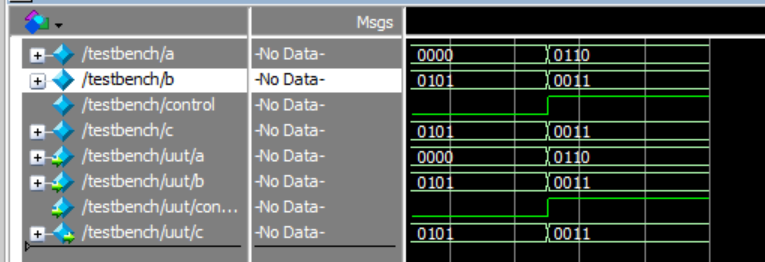 Msgs
/testbench/a -No Data- 0000 0110
/testbench/b -No Data- 0101 0011
/testbench/control -No Data-
/testbench/c -No Data- 0101 0011
/testbench/uut/a -No Data- 0000 0110
/testbench/uut/b -No Data- 0101 0011
/testbench/uut/con... -No Data-
/testbench/uut/c -No Data- 0101 0011